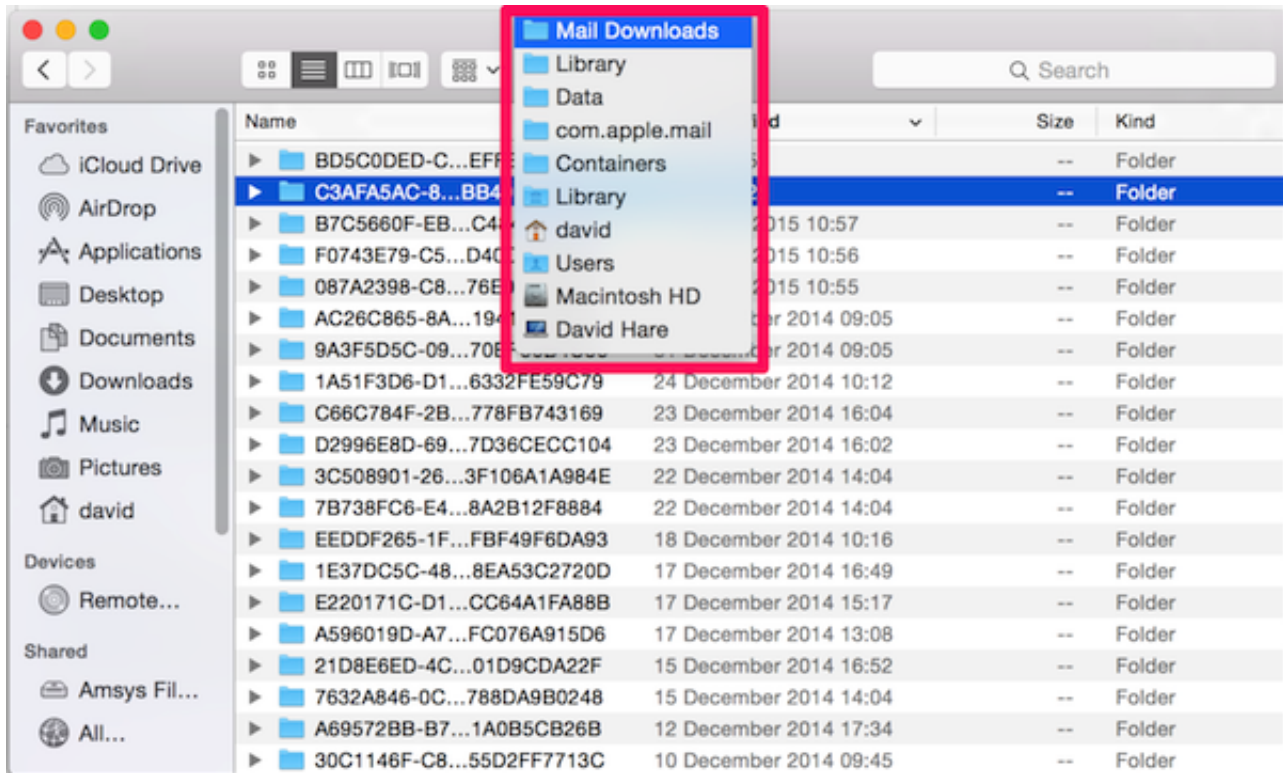 Mail Downloads
Library
Data
com.apple.mail
Containers
Library
david
Users
Macintosh HD
David Hare
Search
Favorites
iCloud Drive
AirDrop
Applications
Desktop
Documents
Downloads
Music
Pictures
david
Devices
Remote...
Shared
Amsys Fil...
All...
Name Size Kind
BD5C0DED-C...EFF -- Folder
C3AFA5AC-8...BB4 -- Folder
B7C5660F-EB...C4 2015 10:57 -- Folder
F0743E79-C5...D40 2015 10:56 -- Folder
087A2398-C8...76E 2015 10:55 -- Folder
AC26C865-8A...194 2014 09:05 -- Folder
9A3F5D5C-09...70 December 2014 09:05 -- Folder
1A51F3D6-D1...6332FE59C79 24 December 2014 10:12 -- Folder
C66C784F-2B...778FB743169 23 December 2014 16:04 -- Folder
D2996E8D-69...7D36CECC104 23 December 2014 16:02 -- Folder
3C508901-26...3F106A1A984E 22 December 2014 14:04 -- Folder
7B738FC6-E4...8A2B12F8884 22 December 2014 14:04 -- Folder
EEDDF265-1F...FBF49F6DA93 18 December 2014 10:16 -- Folder
1E37DC5C-48...8EA53C2720D 17 December 2014 16:49 -- Folder
E220171C-D1...CC64A1FA88B 17 December 2014 15:17 -- Folder
A596019D-A7...FC076A915D6 17 December 2014 13:08 -- Folder
21D8E6ED-4C...01D9CDA22F 15 December 2014 16:52 -- Folder
7632A846-0C...788DA9B0248 15 December 2014 14:04 -- Folder
A69572BB-B7...1A0B5CB26B 12 December 2014 17:34 -- Folder
30C1146F-C8...55D2FF7713C 10 December 2014 09:45 -- Folder